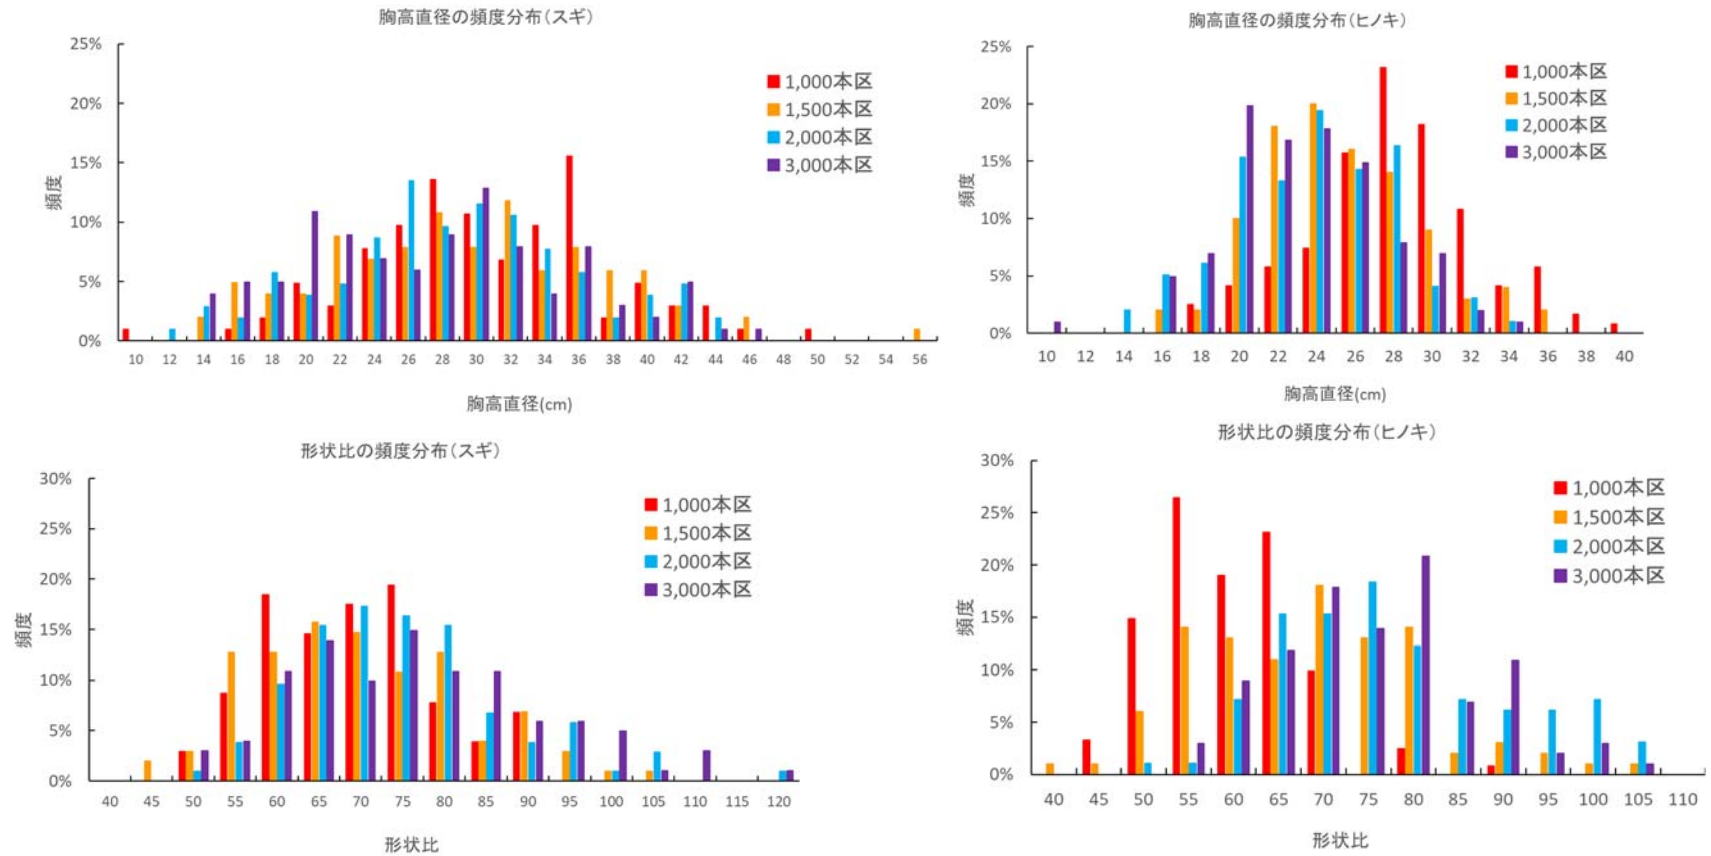 胸高直径の頻度分布(スギ)
25%
20%
15%
10%
5%
0%
頻度
1,000本区
1,500本区
2,000本区
3,000本区
10 12 14 16 18 20 22 24 26 28 30 32 34 36 38 40 42 44 46 48 50 52 54 56
胸高直径(cm)
胸高直径の頻度分布(ヒノキ)
25%
20%
15%
10%
5%
0%
頻度
1,000本区
1,500本区
2,000本区
3,000本区
10 12 14 16 18 20 22 24 26 28 30 32 34 36 38 40
胸高直径(cm)
形状比の頻度分布(スギ)
30%
25%
20%
15%
10%
5%
0%
頻度
1,000本区
1,500本区
2,000本区
3,000本区
40 45 50 55 60 65 70 75 80 85 90 95 100 105 110 115 120
形状比
形状比の頻度分布(ヒノキ)
30%
25%
20%
15%
10%
5%
0%
頻度
1,000本区
1,500本区
2,000本区
3,000本区
40 45 50 55 60 65 70 75 80 85 90 95 100 105 110
形状比